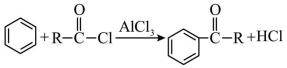 O O
+R—C—Cl AlCl₃ C—R +HCl